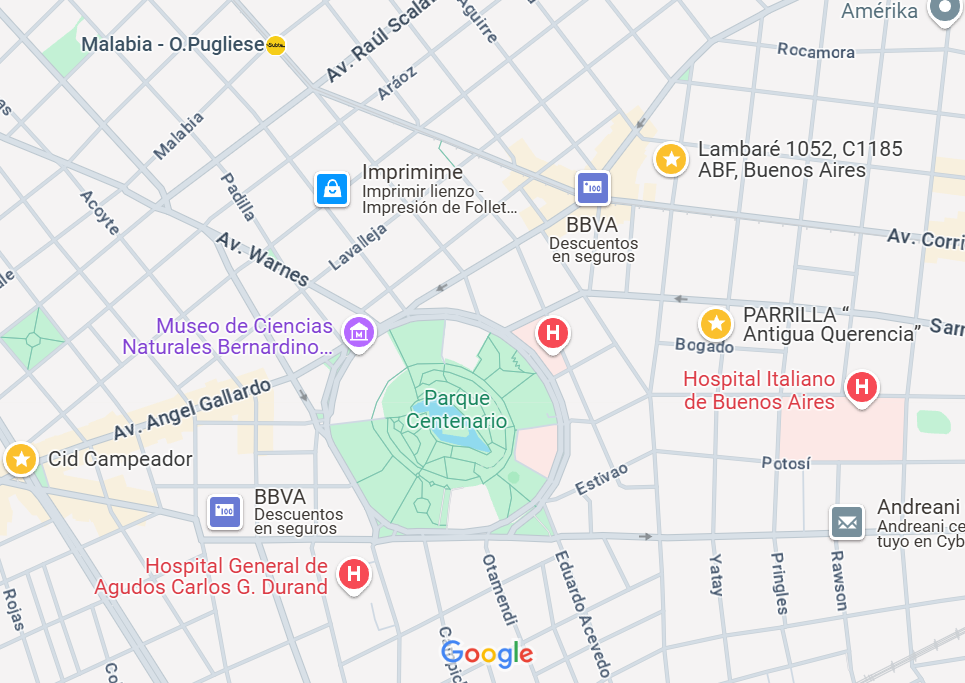 Amérika
Malabia - O.Pugliese
Subte
Av. Raúl Scala
Aguirre
Rocamora
Aráoz
Malabia
Lambaré 1052, C1185
ABF, Buenos Aires
Imprimime
Imprimir lienzo -
Impresión de Follet...
Padilla
Acoyte
BBVA
Descuentos
en seguros
Av. Corri
Av. Warnes
Lavalleja
Museo de Ciencias
Naturales Bernardino...
H
PARRILLA “
Antigua Querencia”
Sarm
Bogado
Hospital Italiano
de Buenos Aires
H
Av. Angel Gallardo
Parque
Centenario
Cid Campeador
Potosí
Estivao
BBVA
Descuentos
en seguros
Andreani
Andreani ce
tuyo en Cyb
Hospital General de
Agudos Carlos G. Durand
H
Otamendi
Eduardo Acevedo
Yatay
Pringles
Rawson
Rojas
Google